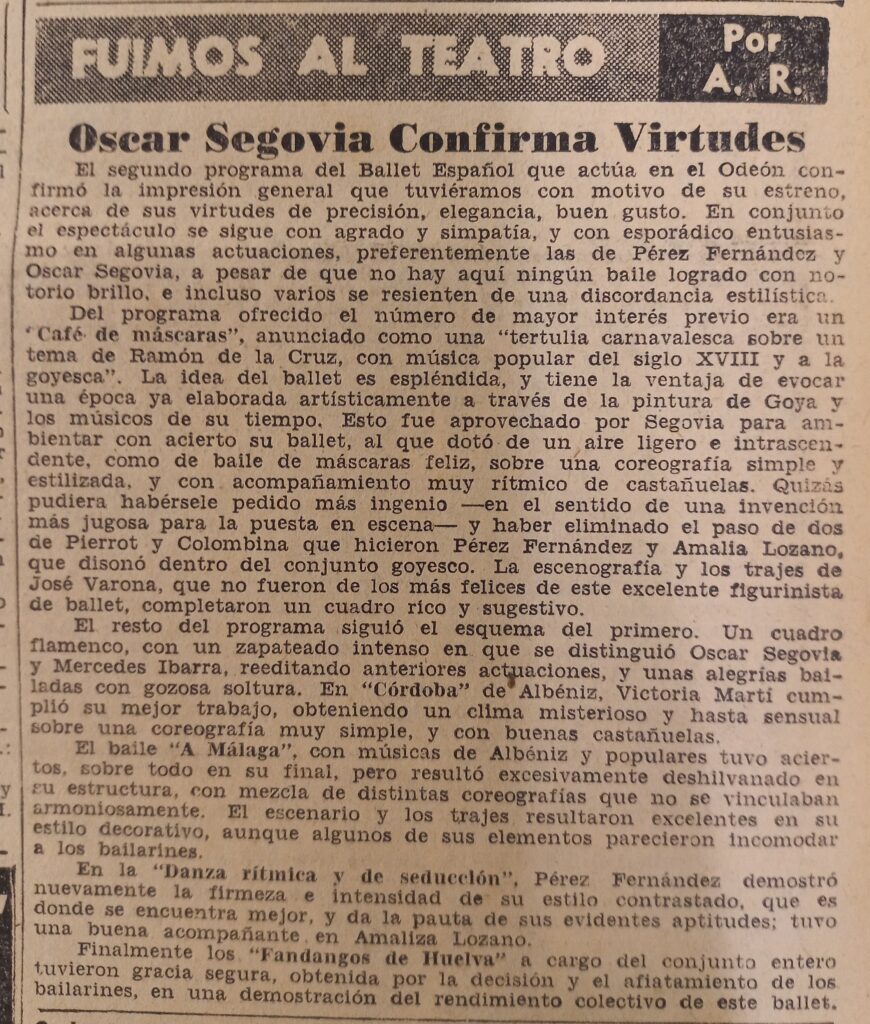 FUIMOS AL TEATRO
Por
A. R.
Oscar Segovia Confirma Virtudes
El segundo programa del Ballet Español que actúa en el Odeón con-
firmó la impresión general que tuviéramos con motivo de su estreno,
acerca de sus virtudes de precisión, elegancia, buen gusto. En conjunto
el espectáculo se sigue con agrado y simpatía, y con esporádico entusias-
mo en algunas actuaciones, preferentemente las de Pérez Fernández y
Oscar Segovia, a pesar de que no hay aquí ningún baile logrado con no-
torio brillo, e incluso varios se resienten de una discordancia estilística.
Del programa ofrecido el número de mayor interés previo era un
"Café de máscaras", anunciado como una "tertulia carnavalesca sobre un
tema de Ramón de la Cruz, con música popular del siglo XVIII y a la
goyesca". La idea del ballet es espléndida, y tiene la ventaja de evocar
una época ya elaborada artísticamente a través de la pintura de Goya y
los músicos de su tiempo. Esto fue aprovechado por Segovia para am-
bientar con acierto su ballet, al que dotó de un aire ligero e intrascen-
dente, como de baile de máscaras feliz, sobre una coreografía simple y
estilizada, y con acompañamiento muy rítmico de castañuelas. Quizás
pudiera habérsele pedido más ingenio —en el sentido de una invención
más jugosa para la puesta en escena— y haber eliminado el paso de dos
de Pierrot y Colombina que hicieron Pérez Fernández y Amalia Lozano,
que disonó dentro del conjunto goyesco. La escenografía y los trajes de
José Varona, que no fueron de los más felices de este excelente figurinista
de ballet, completaron un cuadro rico y sugestivo.
El resto del programa siguió el esquema del primero. Un cuadro
flamenco, con un zapateado intenso en que se distinguió Oscar Segovia
y Mercedes Ibarra, reeditando anteriores actuaciones, y unas alegrías bai-
ladas con gozosa soltura. En "Córdoba" de Albéniz, Victoria Martí cum-
plió su mejor trabajo, obteniendo un clima misterioso y hasta sensual
sobre una coreografía muy simple, y con buenas castañuelas.
El baile "A Málaga", con músicas de Albéniz y populares tuvo acier-
tos, sobre todo en su final, pero resultó excesivamente deshilvanado en
su estructura, con mezcla de distintas coreografías que no se vinculaban
armoniosamente. El escenario y los trajes resultaron excelentes en su
estilo decorativo, aunque algunos de sus elementos parecieron incomodar
a los bailarines.
En la "Danza rítmica y de seducción", Pérez Fernández demostró
nuevamente la firmeza e intensidad de su estilo contrastado, que es
donde se encuentra mejor, y da la pauta de sus evidentes aptitudes; tuvo
una buena acompañante en Amaliza Lozano.
Finalmente los "Fandangos de Huelva" a cargo del conjunto entero
tuvieron gracia segura, obtenida por la decisión y el afiatamiento de los
bailarines, en una demostración del rendimiento colectivo de este ballet.